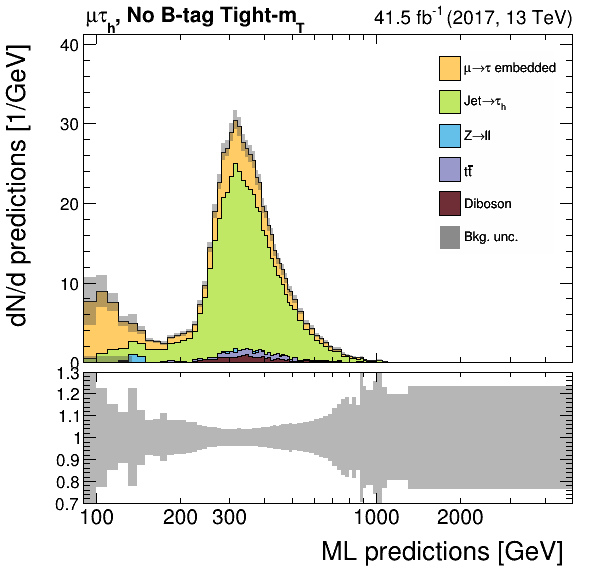 μτh, No B-tag Tight-mT 41.5 fb⁻¹ (2017, 13 TeV)
dN/d predictions [1/GeV]
40
30
20
10
0
μ→τ embedded
Jet→τh
Z→ll
tt̄
Diboson
Bkg. unc.
1.3
1.2
1.1
1
0.9
0.8
0.7
100 200 300 1000 2000
ML predictions [GeV]